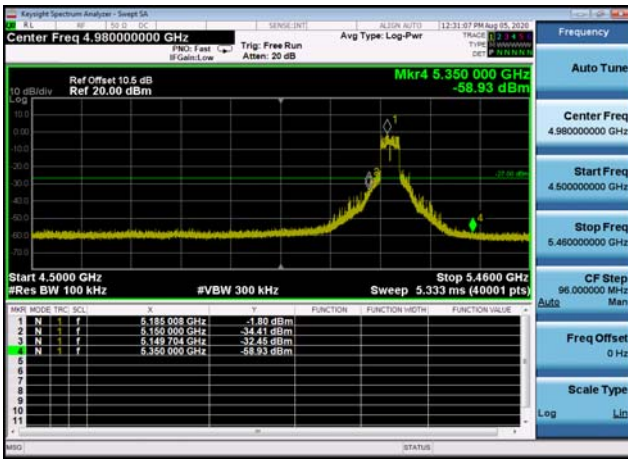 Keysight Spectrum Analyzer - Swept SA
RL RF 50 Ω DC SENSE:INT ALIGN AUTO 12:31:07 PM Aug 05, 2020
Center Freq 4.980000000 GHz
PNO: Fast Trig: Free Run Avg Type: Log-Pwr TRACE 1 2 3 4 5 6
IFGain:Low Atten: 20 dB TYPE
DET P N N N N N
Frequency
Auto Tune
Center Freq
4.980000000 GHz
Start Freq
4.500000000 GHz
Stop Freq
5.460000000 GHz
CF Step
96.000000 MHz
Auto Man
Freq Offset
0 Hz
Scale Type
Log Lin
Ref Offset 10.5 dB
Ref 20.00 dBm
10 dB/div
Log
Mkr4 5.350 000 GHz
-58.93 dBm
10.0
0.00
-10.0
-20.0
-30.0
-40.0
-50.0
-60.0
-70.0
1
3
4
-27.00 dBm
Start 4.5000 GHz Stop 5.4600 GHz
#Res BW 100 kHz #VBW 300 kHz Sweep 5.333 ms (40001 pts)
MKR MODE TRC SCL X Y FUNCTION FUNCTION WIDTH FUNCTION VALUE
1 N 1 f 5.185 008 GHz -1.80 dBm
2 N 1 f 5.150 000 GHz -34.41 dBm
3 N 1 f 5.149 704 GHz -32.45 dBm
4 N 1 f 5.350 000 GHz -58.93 dBm
5
6
7
8
9
10
11
MSG STATUS